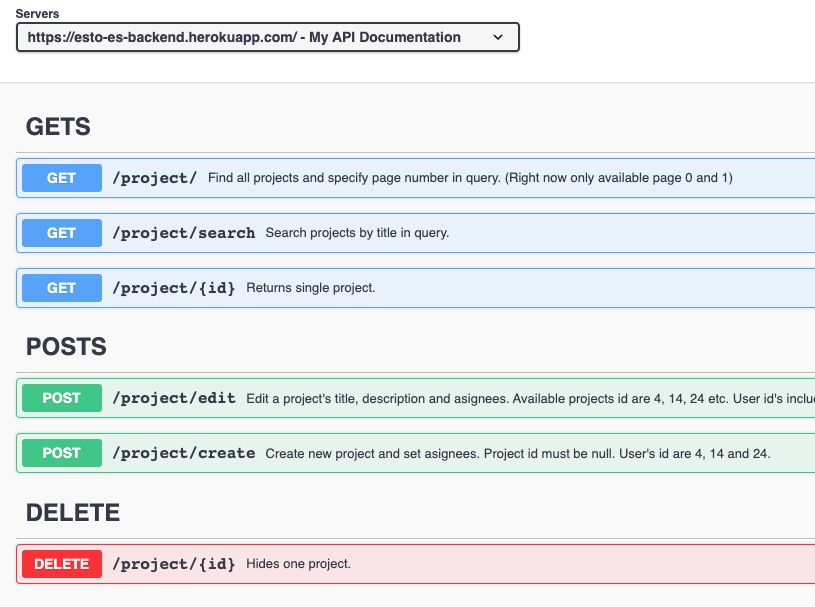 Servers
https://esto-es-backend.herokuapp.com/ - My API Documentation
GETS
GET /project/ Find all projects and specify page number in query. (Right now only available page 0 and 1)
GET /project/search Search projects by title in query.
GET /project/{id} Returns single project.
POSTS
POST /project/edit Edit a project's title, description and asignees. Available projects id are 4, 14, 24 etc. User id's inclu
POST /project/create Create new project and set asignees. Project id must be null. User's id are 4, 14 and 24.
DELETE
DELETE /project/{id} Hides one project.